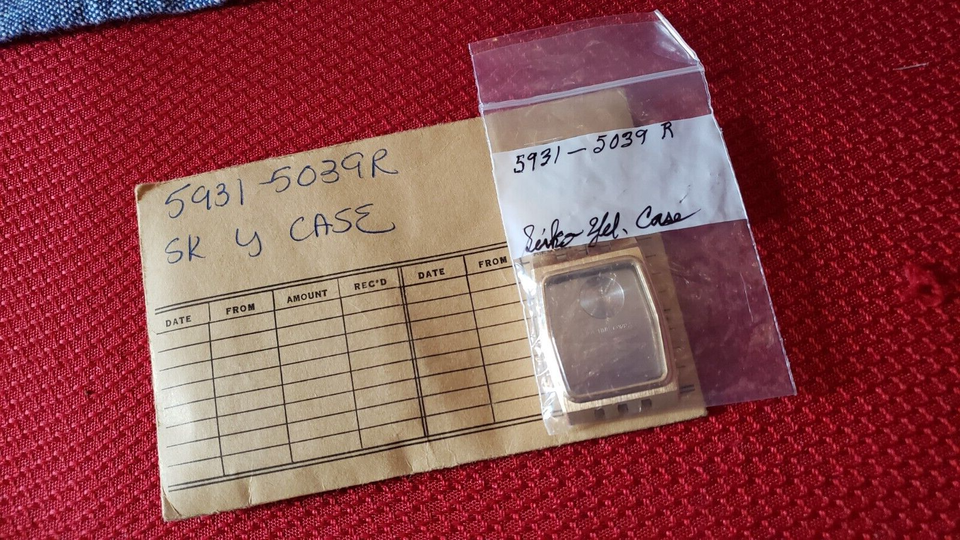 5931-5039R
SK Y CASE
DATE FROM AMOUNT REC'D DATE FROM
5931-5039 R
Seiko Yel. Case